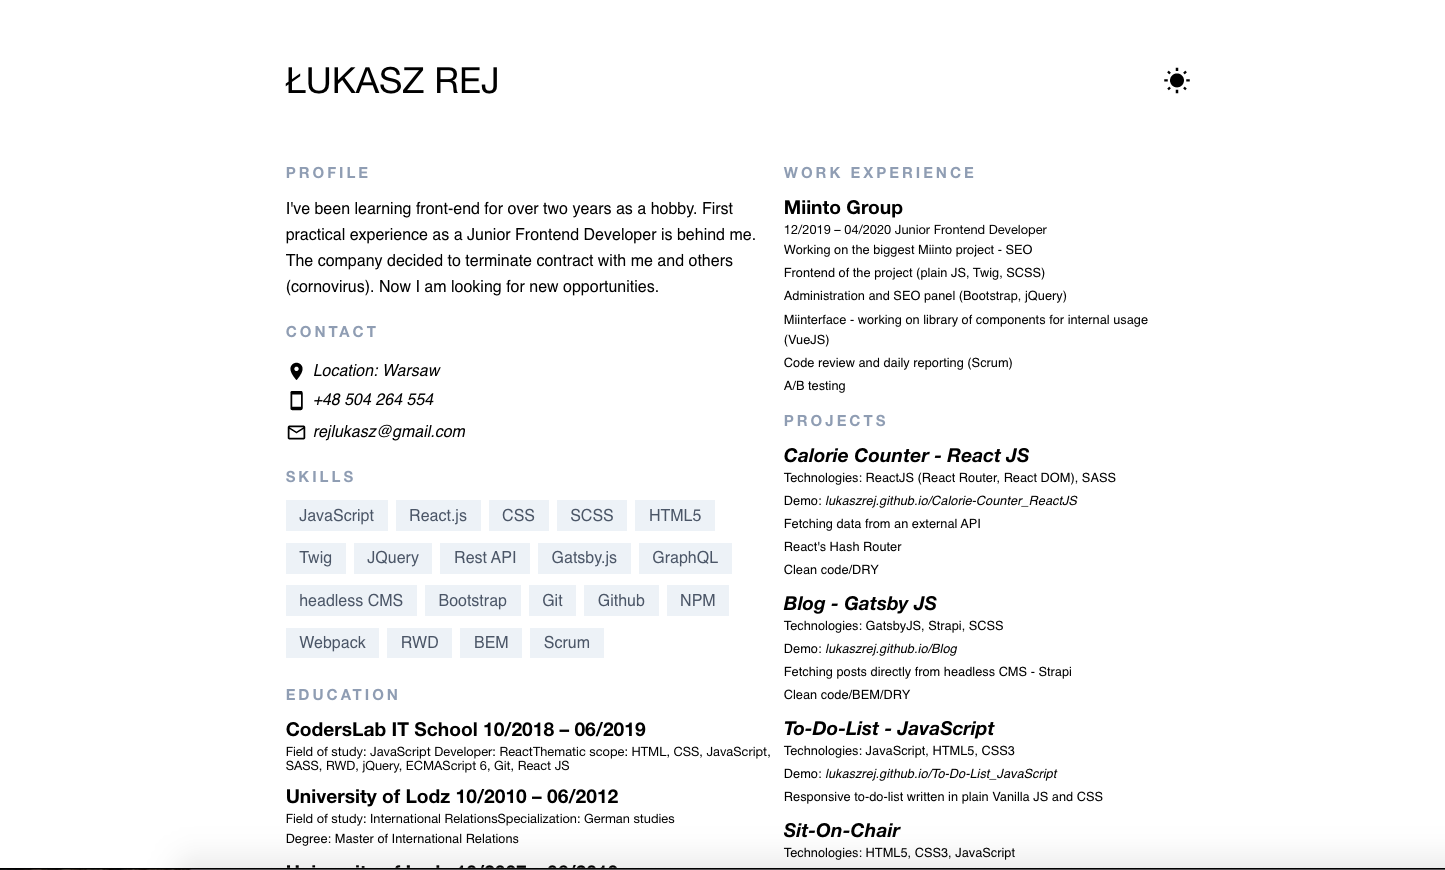 ŁUKASZ REJ
PROFILE
I've been learning front-end for over two years as a hobby. First
practical experience as a Junior Frontend Developer is behind me.
The company decided to terminate contract with me and others
(cornovirus). Now I am looking for new opportunities.
CONTACT
Location: Warsaw
+48 504 264 554
rejlukasz@gmail.com
SKILLS
JavaScript React.js CSS SCSS HTML5
Twig JQuery Rest API Gatsby.js GraphQL
headless CMS Bootstrap Git Github NPM
Webpack RWD BEM Scrum
EDUCATION
CodersLab IT School 10/2018 – 06/2019
Field of study: JavaScript Developer: ReactThematic scope: HTML, CSS, JavaScript,
SASS, RWD, jQuery, ECMAScript 6, Git, React JS
University of Lodz 10/2010 – 06/2012
Field of study: International RelationsSpecialization: German studies
Degree: Master of International Relations
WORK EXPERIENCE
Miinto Group
12/2019 – 04/2020 Junior Frontend Developer
Working on the biggest Miinto project - SEO
Frontend of the project (plain JS, Twig, SCSS)
Administration and SEO panel (Bootstrap, jQuery)
Miinterface - working on library of components for internal usage
(VueJS)
Code review and daily reporting (Scrum)
A/B testing
PROJECTS
Calorie Counter - React JS
Technologies: ReactJS (React Router, React DOM), SASS
Demo: lukaszrej.github.io/Calorie-Counter_ReactJS
Fetching data from an external API
React's Hash Router
Clean code/DRY
Blog - Gatsby JS
Technologies: GatsbyJS, Strapi, SCSS
Demo: lukaszrej.github.io/Blog
Fetching posts directly from headless CMS - Strapi
Clean code/BEM/DRY
To-Do-List - JavaScript
Technologies: JavaScript, HTML5, CSS3
Demo: lukaszrej.github.io/To-Do-List_JavaScript
Responsive to-do-list written in plain Vanilla JS and CSS
Sit-On-Chair
Technologies: HTML5, CSS3, JavaScript